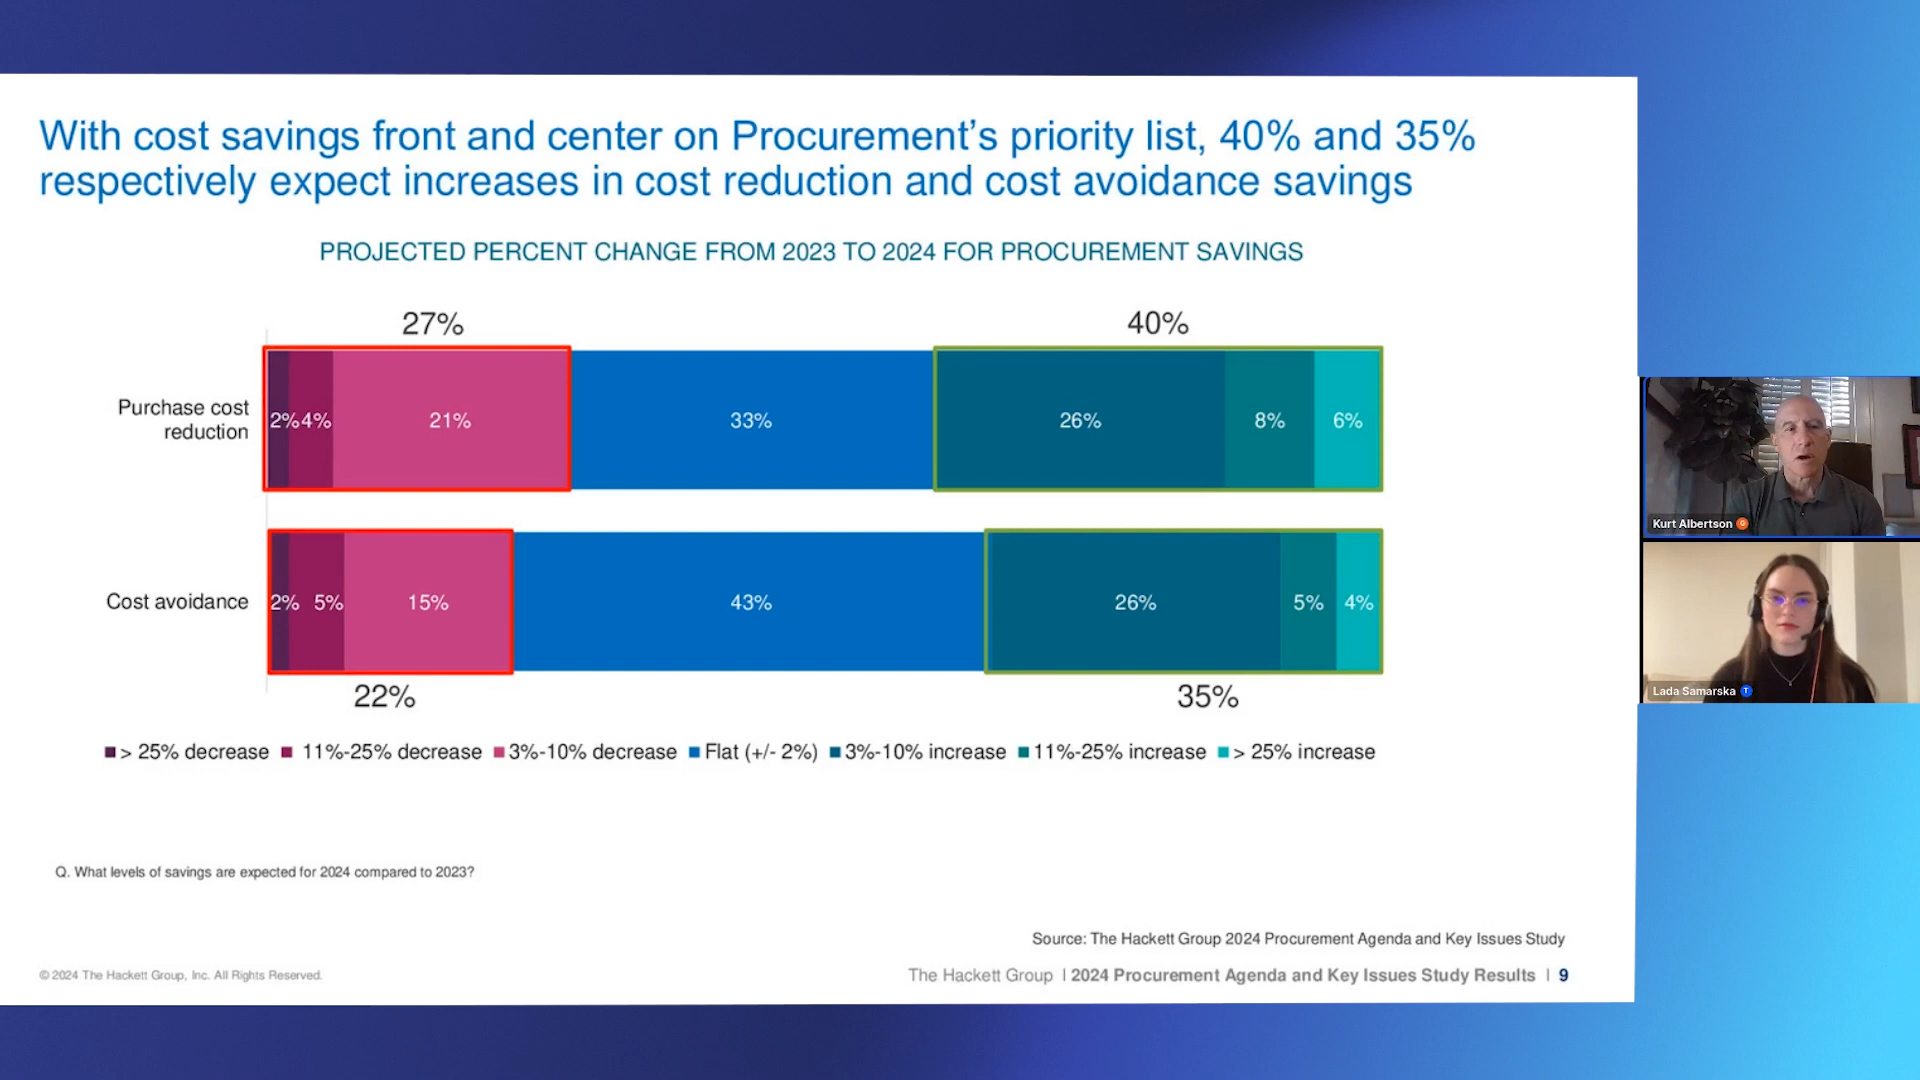 With cost savings front and center on Procurement’s priority list, 40% and 35%
respectively expect increases in cost reduction and cost avoidance savings
PROJECTED PERCENT CHANGE FROM 2023 TO 2024 FOR PROCUREMENT SAVINGS
27%
40%
Purchase cost
reduction
2% 4% 21% 33% 26% 8% 6%
Cost avoidance
2% 5% 15% 43% 26% 5% 4%
22%
35%
> 25% decrease 11%-25% decrease 3%-10% decrease Flat (+/- 2%) 3%-10% increase 11%-25% increase > 25% increase
Q. What levels of savings are expected for 2024 compared to 2023?
Source: The Hackett Group 2024 Procurement Agenda and Key Issues Study
© 2024 The Hackett Group, Inc. All Rights Reserved.
The Hackett Group | 2024 Procurement Agenda and Key Issues Study Results | 9
Kurt Albertson G
Lada Samarska T